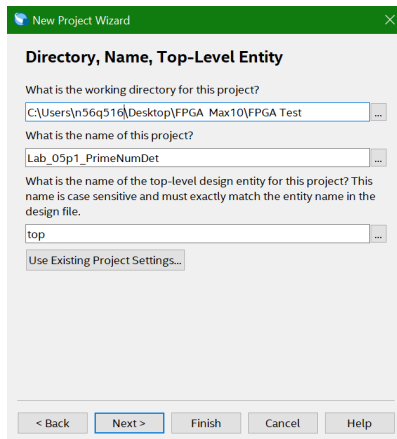 New Project Wizard
Directory, Name, Top-Level Entity
What is the working directory for this project?
C:\Users\n56q516\Desktop\FPGA Max10\FPGA Test
...
What is the name of this project?
Lab_05p1_PrimeNumDet
...
What is the name of the top-level design entity for this project? This
name is case sensitive and must exactly match the entity name in the
design file.
top
...
Use Existing Project Settings...
< Back
Next >
Finish
Cancel
Help